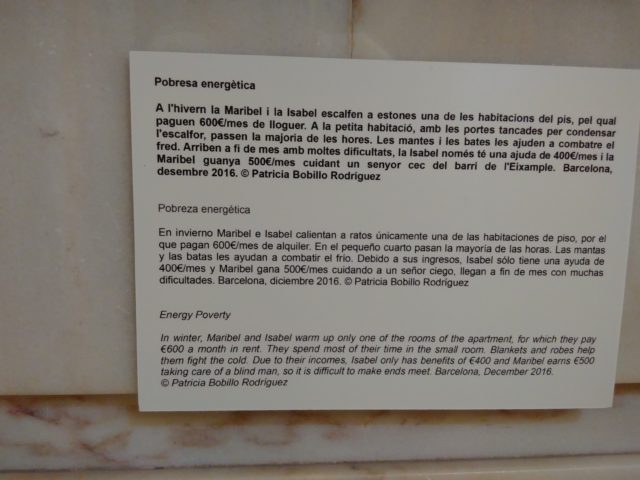 Pobresa energètica
A l'hivern la Maribel i la Isabel escalfen a estones una de les habitacions del pis, pel qual
paguen 600€/mes de lloguer. A la petita habitació, amb les portes tancades per condensar
l'escalfor, passen la majoria de les hores. Les mantes i les bates les ajuden a combatre el
fred. Arriben a fi de mes amb moltes dificultats, la Isabel només té una ajuda de 400€/mes i la
Maribel guanya 500€/mes cuidant un senyor cec del barri de l'Eixample. Barcelona,
desembre 2016. © Patricia Bobillo Rodríguez
Pobreza energética
En invierno Maribel e Isabel calientan a ratos únicamente una de las habitaciones de piso, por el
que pagan 600€/mes de alquiler. En el pequeño cuarto pasan la mayoria de las horas. Las mantas
y las batas les ayudan a combatir el frío. Debido a sus ingresos, Isabel sólo tiene una ayuda de
400€/mes y Maribel gana 500€/mes cuidando a un señor ciego, llegan a fin de mes con muchas
dificultades. Barcelona, diciembre 2016. © Patricia Bobillo Rodríguez
Energy Poverty
In winter, Maribel and Isabel warm up only one of the rooms of the apartment, for which they pay
€600 a month in rent. They spend most of their time in the small room. Blankets and robes help
them fight the cold. Due to their incomes, Isabel only has benefits of €400 and Maribel earns €500
taking care of a blind man, so it is difficult to make ends meet. Barcelona, December 2016.
© Patricia Bobillo Rodríguez